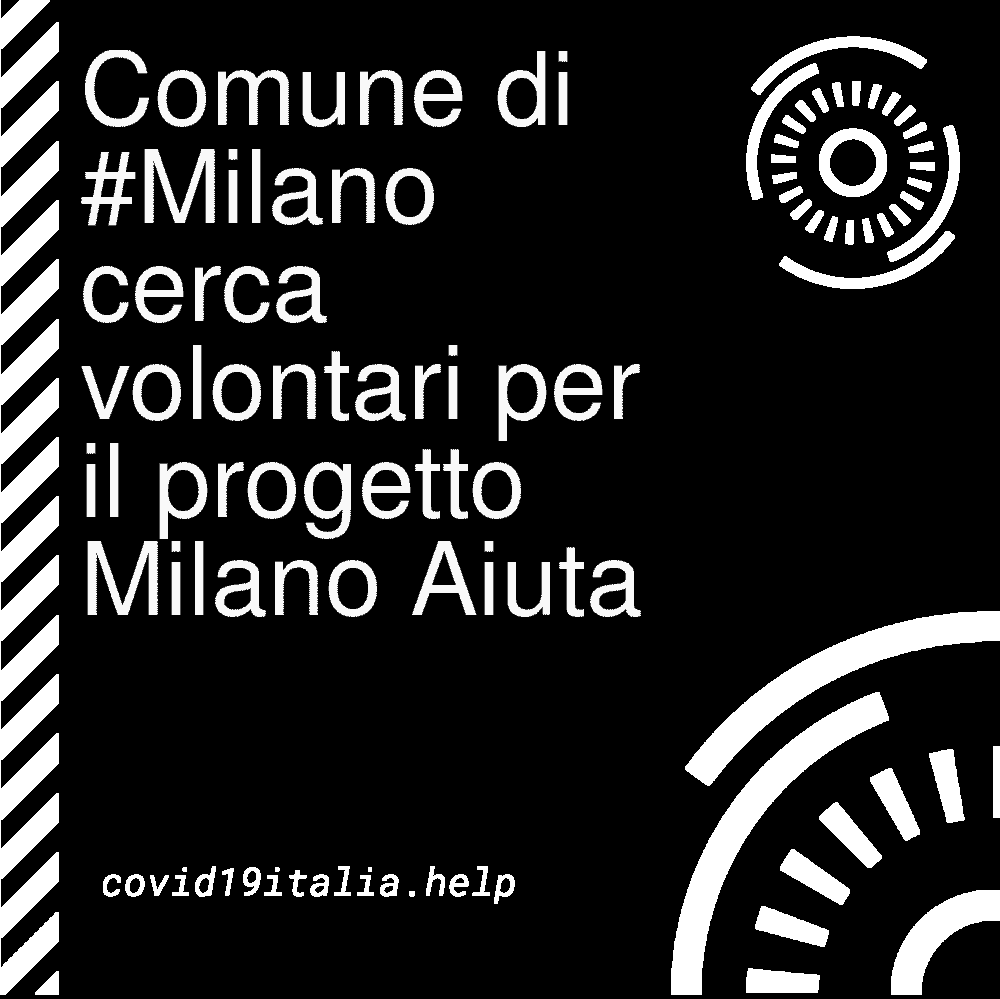 Comune di
#Milano
cerca
volontari per
il progetto
Milano Aiuta
covid19italia.help